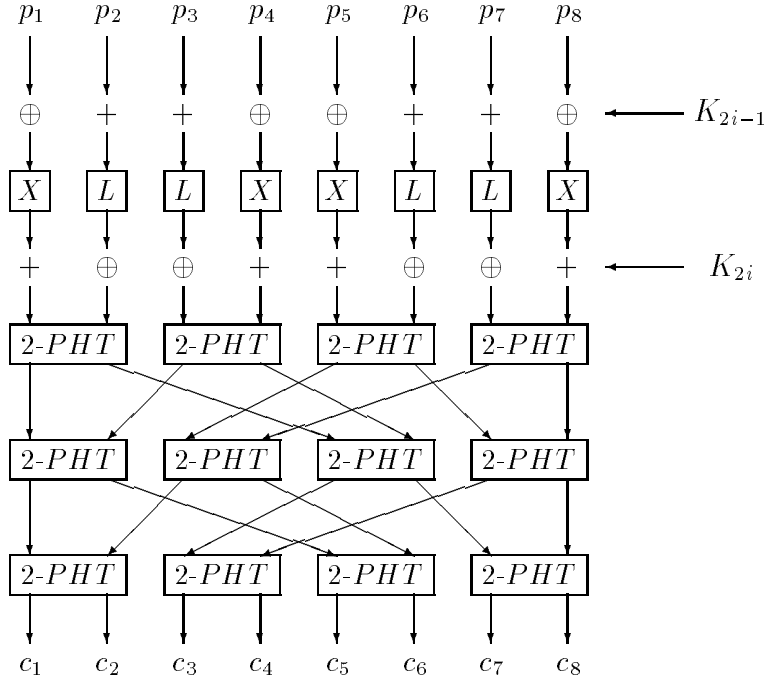 p₁ p₂ p₃ p₄ p₅ p₆ p₇ p₈
⊕ + + ⊕ ⊕ + + ⊕ K₂ᵢ₋₁
X L L X X L L X
+ ⊕ ⊕ + + ⊕ ⊕ + K₂ᵢ
2-PHT 2-PHT 2-PHT 2-PHT
2-PHT 2-PHT 2-PHT 2-PHT
2-PHT 2-PHT 2-PHT 2-PHT
c₁ c₂ c₃ c₄ c₅ c₆ c₇ c₈